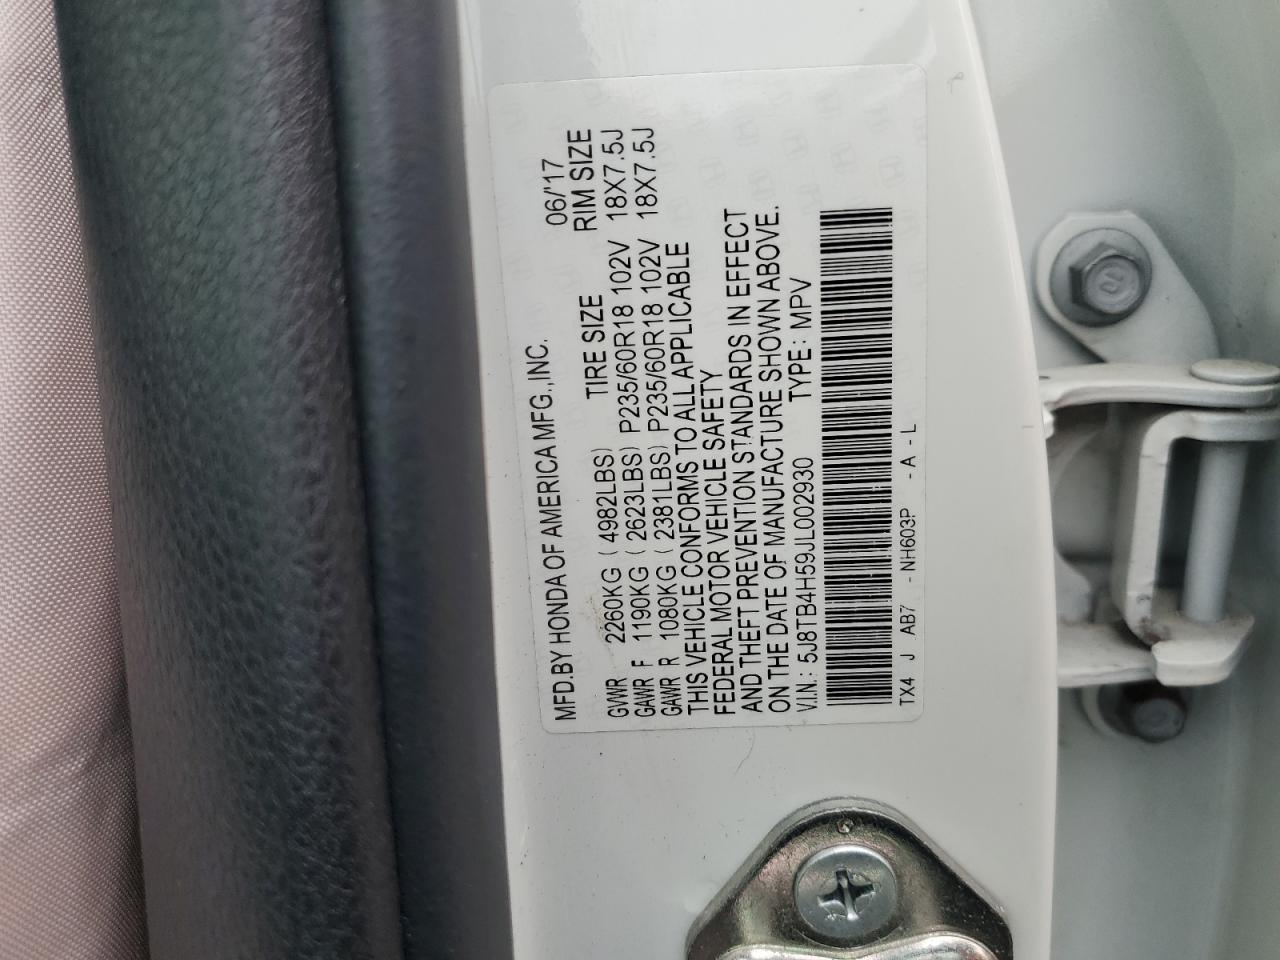 MFD.BY HONDA OF AMERICA MFG.,INC. 06/'17
TIRE SIZE RIM SIZE
GVWR 2260KG ( 4982LBS)
GAWR F 1190KG ( 2623LBS) P235/60R18 102V 18X7.5J
GAWR R 1080KG ( 2381LBS) P235/60R18 102V 18X7.5J
THIS VEHICLE CONFORMS TO ALL APPLICABLE
FEDERAL MOTOR VEHICLE SAFETY
AND THEFT PREVENTION STANDARDS IN EFFECT
ON THE DATE OF MANUFACTURE SHOWN ABOVE.
V.I.N.: 5J8TB4H59JL002930 TYPE : MPV
TX4 J AB7 - NH603P - A - L